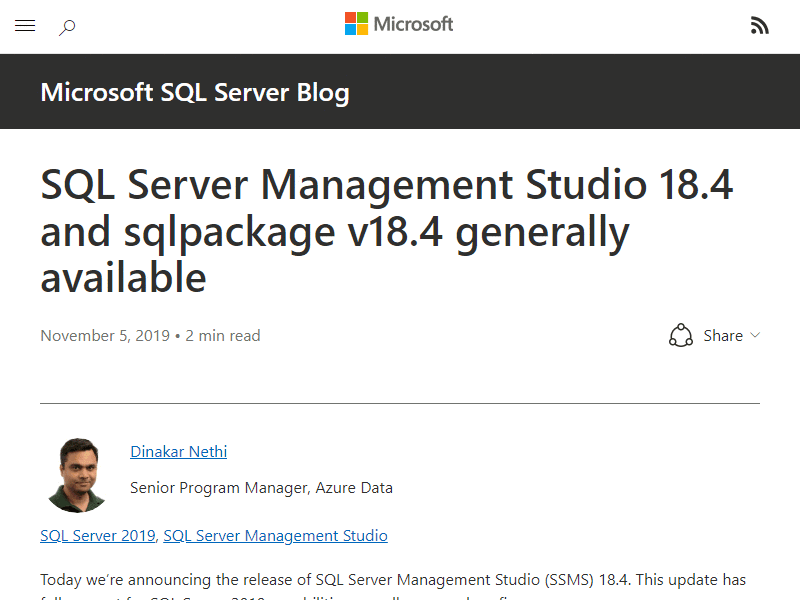 Microsoft
Microsoft SQL Server Blog
SQL Server Management Studio 18.4
and sqlpackage v18.4 generally
available
November 5, 2019 • 2 min read
Share
Dinakar Nethi
Senior Program Manager, Azure Data
SQL Server 2019, SQL Server Management Studio
Today we’re announcing the release of SQL Server Management Studio (SSMS) 18.4. This update has